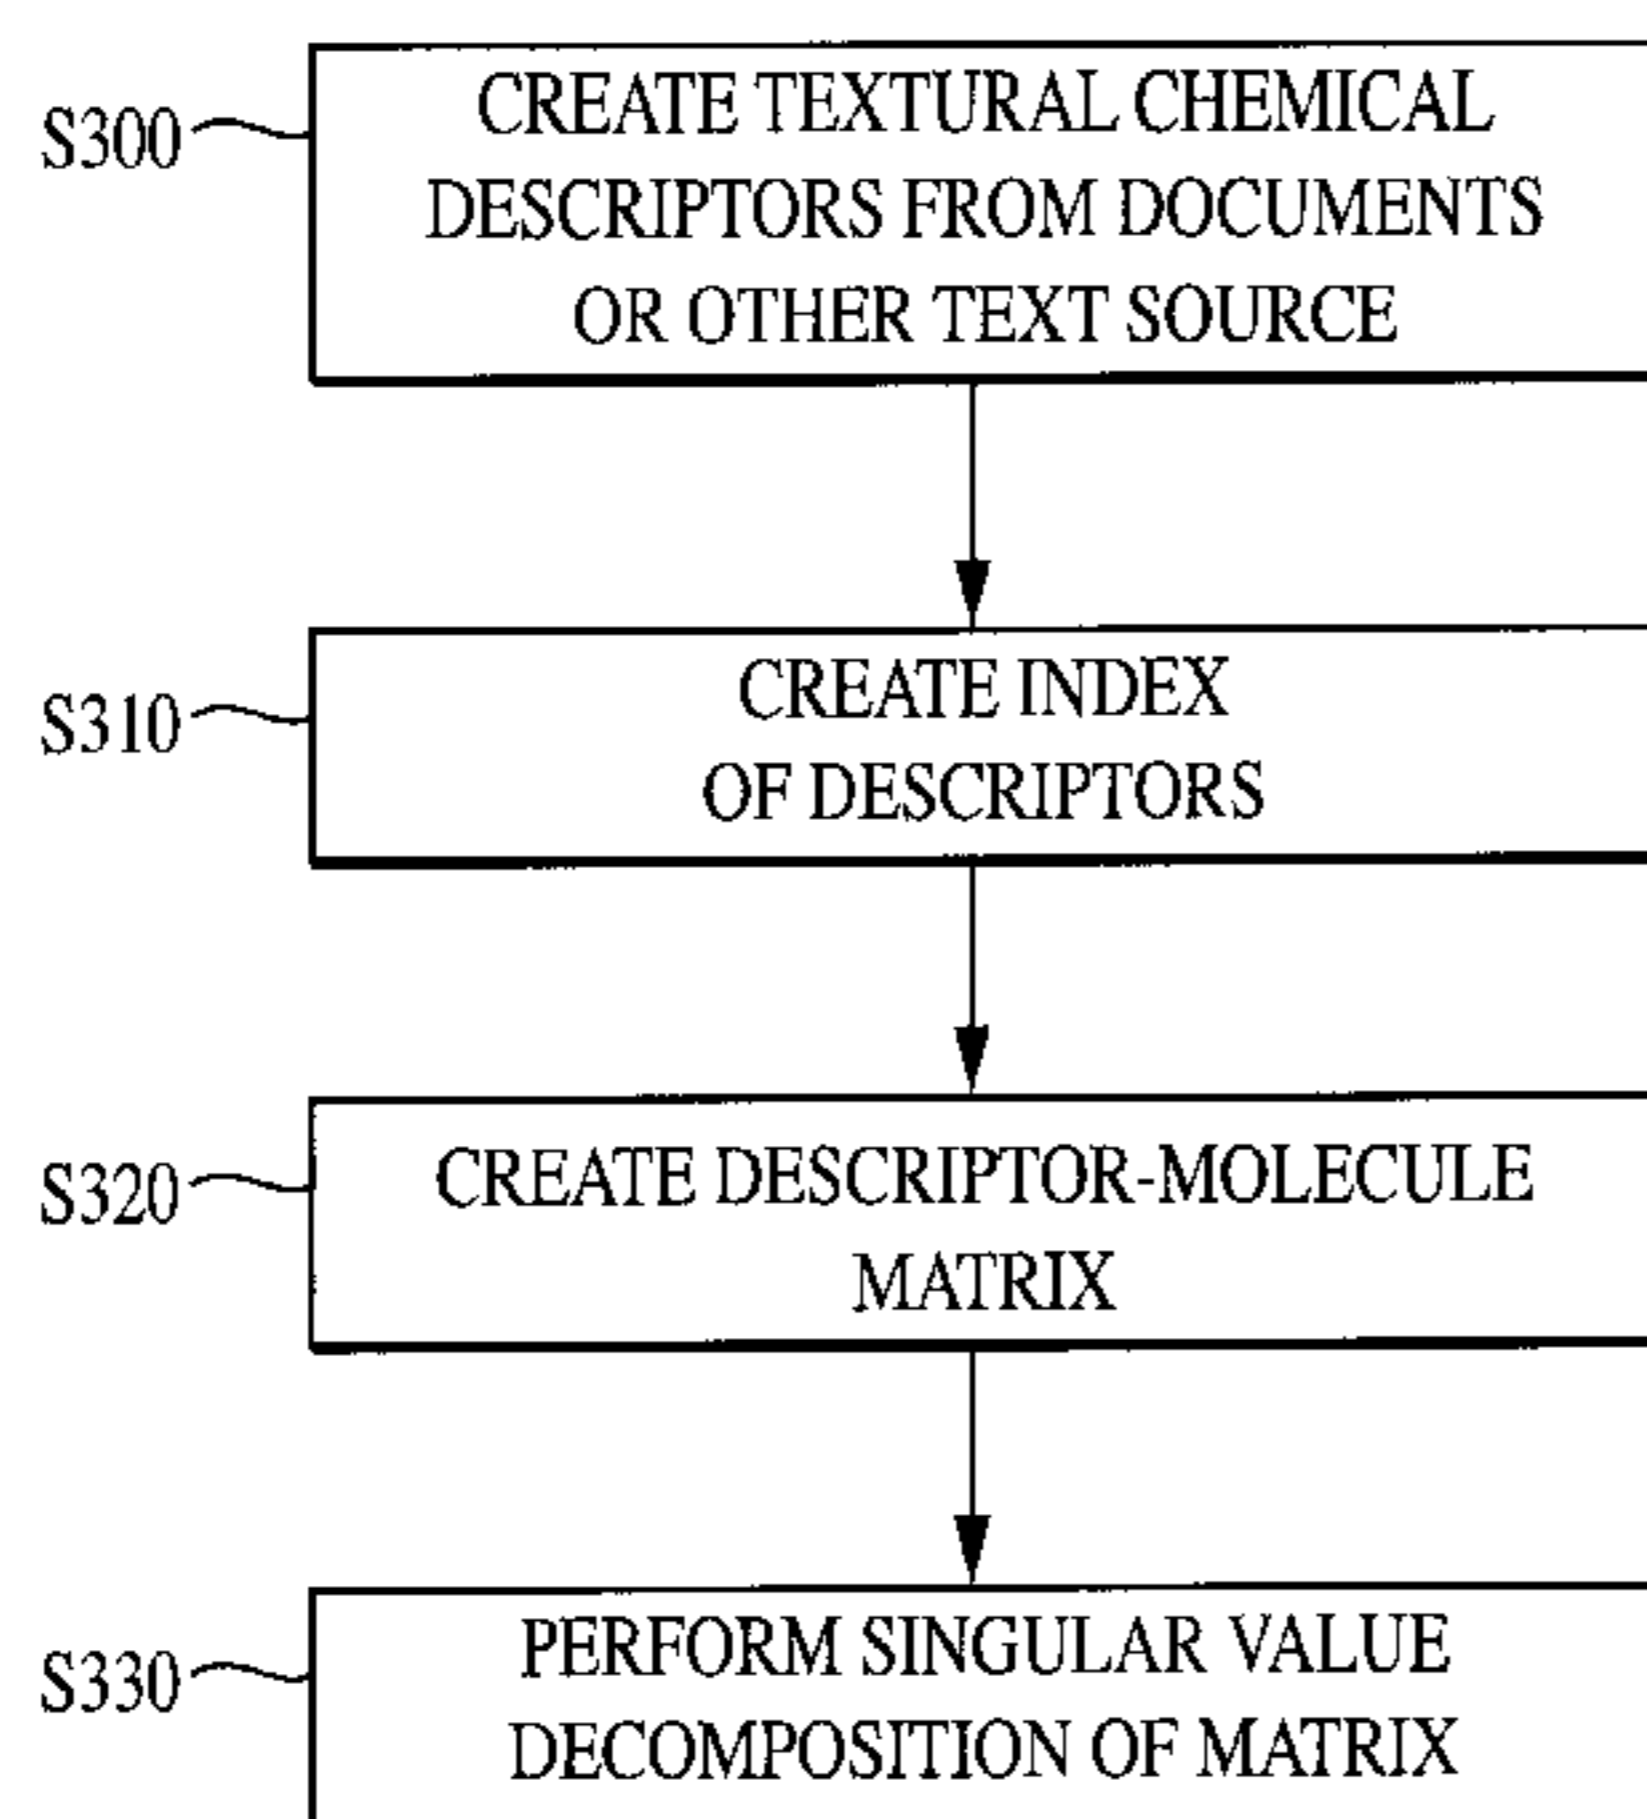 S300
CREATE TEXTURAL CHEMICAL
DESCRIPTORS FROM DOCUMENTS
OR OTHER TEXT SOURCE
S310
CREATE INDEX
OF DESCRIPTORS
S320
CREATE DESCRIPTOR-MOLECULE
MATRIX
S330
PERFORM SINGULAR VALUE
DECOMPOSITION OF MATRIX